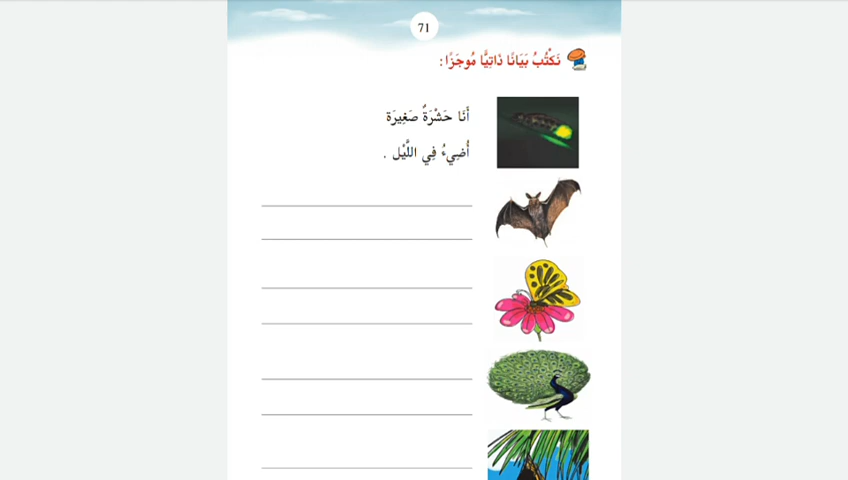 71
نَكْتُبُ بَيَانًا ذَاتِيًّا مُوجَزًا:
أَنَا حَشْرَةٌ صَغِيرَة
أُضِيءُ فِي اللَّيْل .